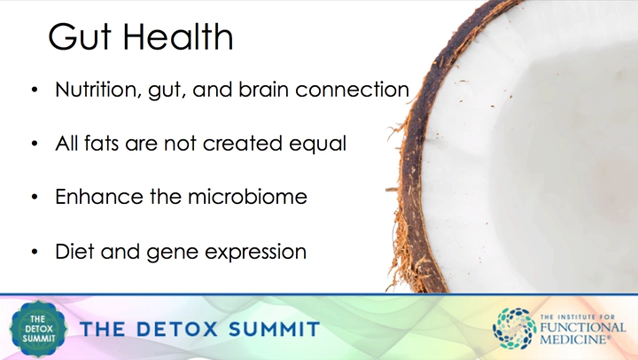 Gut Health
• Nutrition, gut, and brain connection
• All fats are not created equal
• Enhance the microbiome
• Diet and gene expression
THE
DETOX
SUMMIT
THE DETOX SUMMIT
THE INSTITUTE FOR
FUNCTIONAL
MEDICINE®